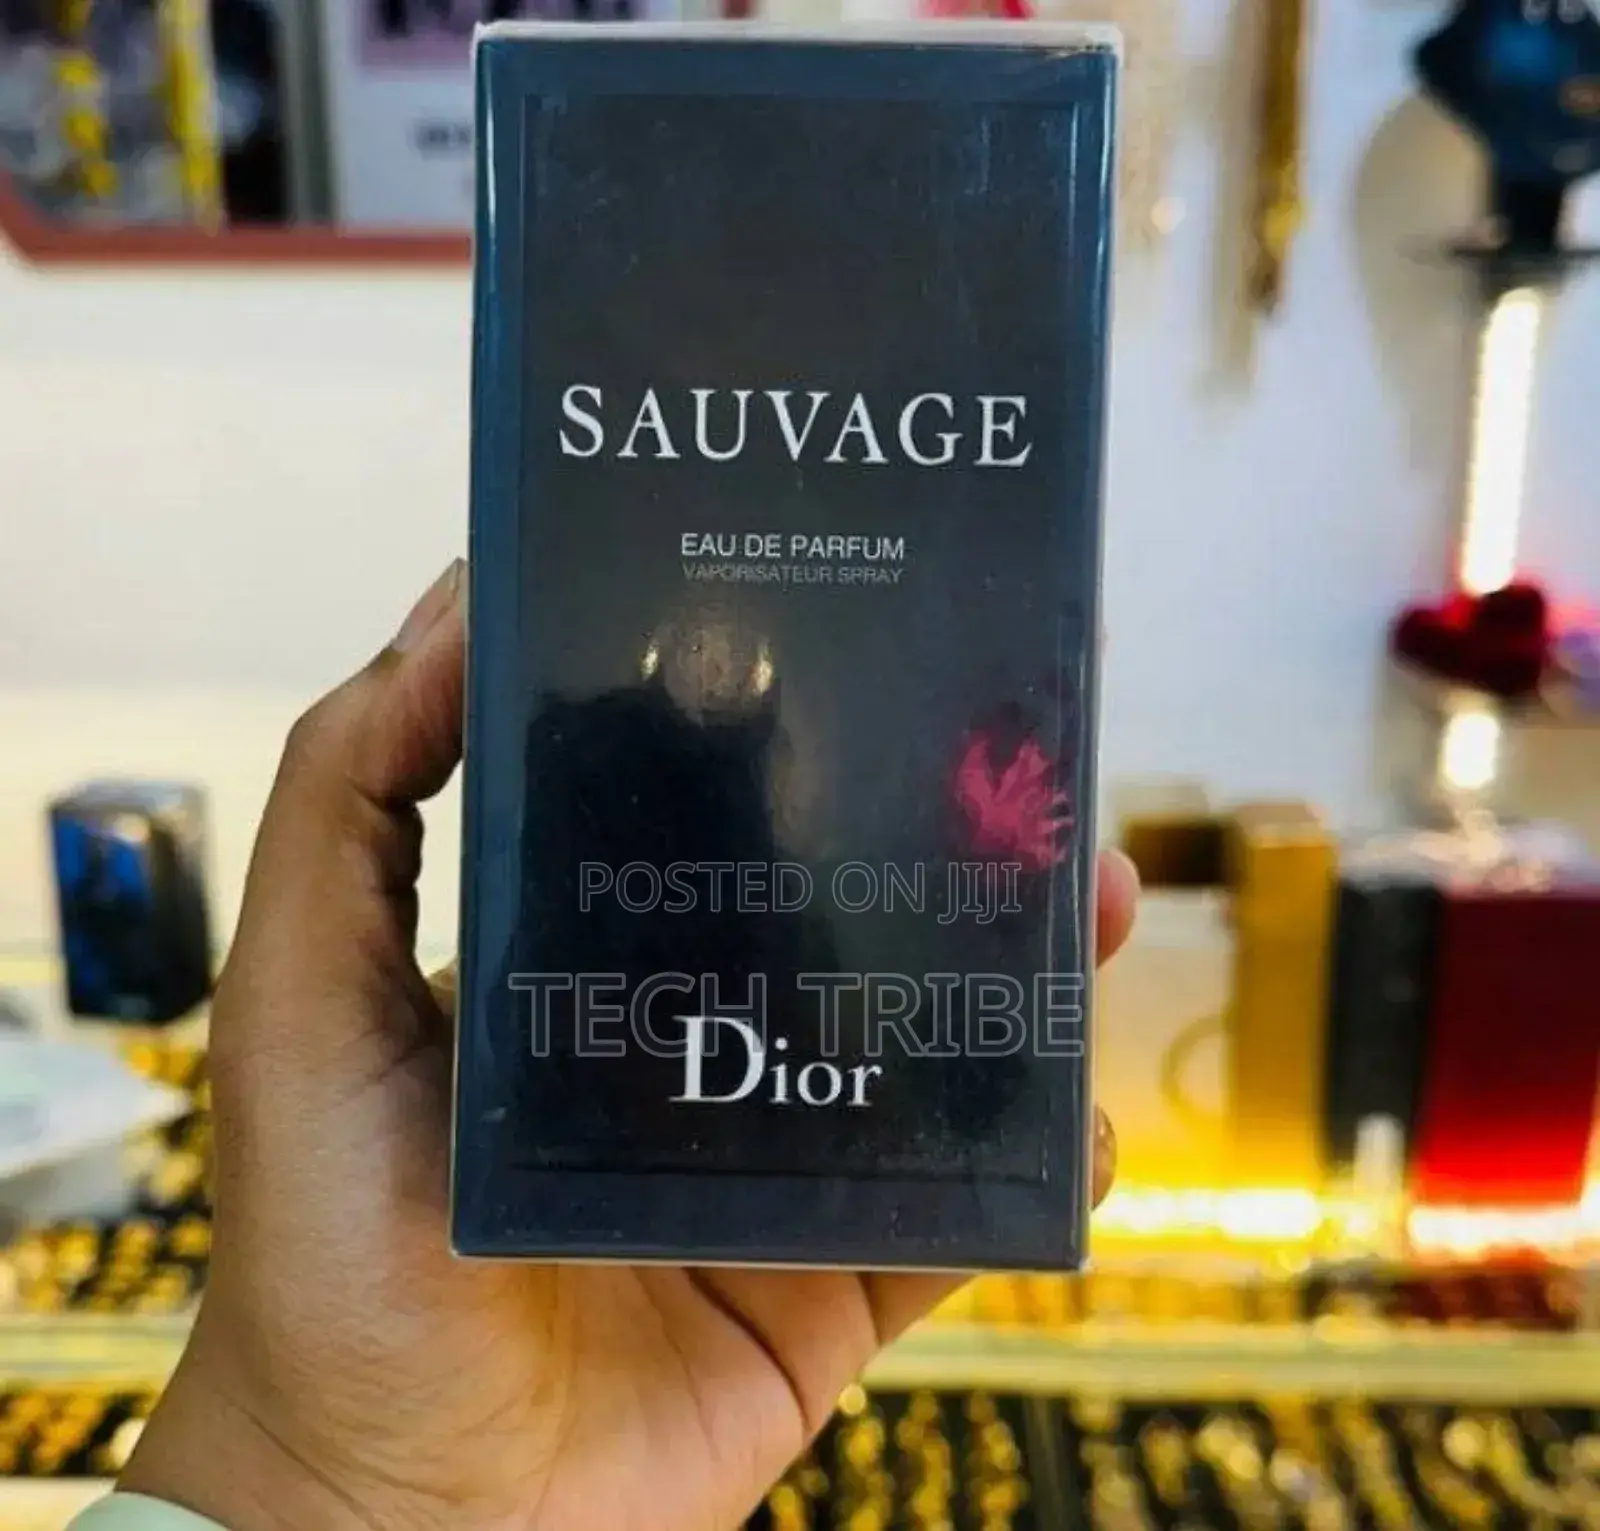 SAUVAGE
EAU DE PARFUM
VAPORISATEUR SPRAY
POSTED ON JIJI
TECH TRIBE
Dior